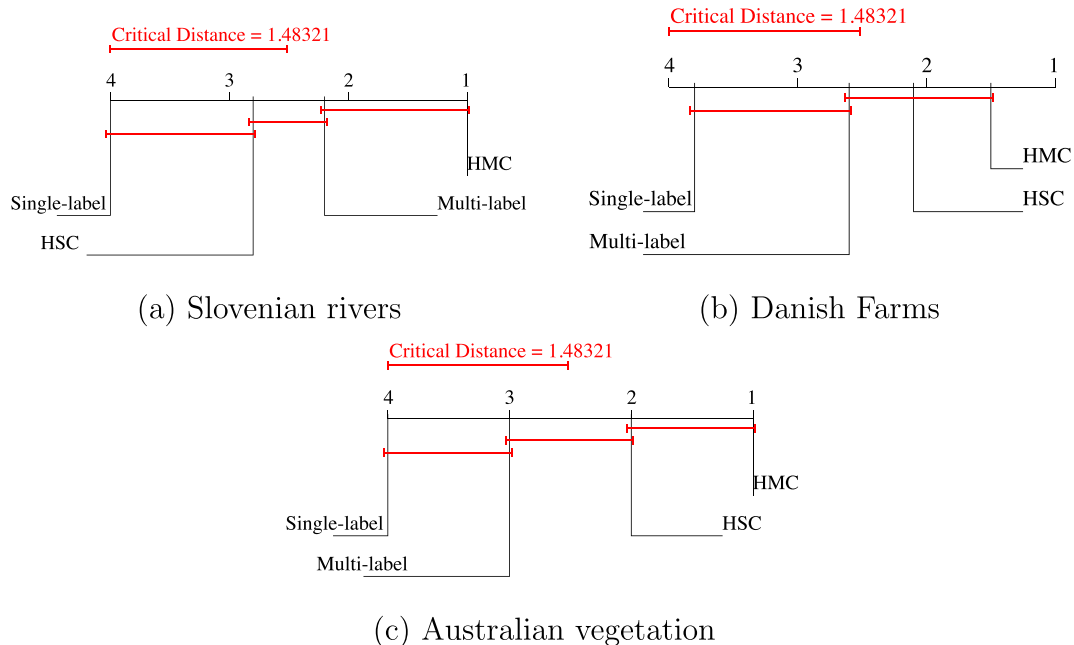 Critical Distance = 1.48321
4 3 2 1
HMC
Single-label Multi-label
HSC
(a) Slovenian rivers
Critical Distance = 1.48321
4 3 2 1
HMC
Single-label HSC
Multi-label
(b) Danish Farms
Critical Distance = 1.48321
4 3 2 1
HMC
Single-label HSC
Multi-label
(c) Australian vegetation